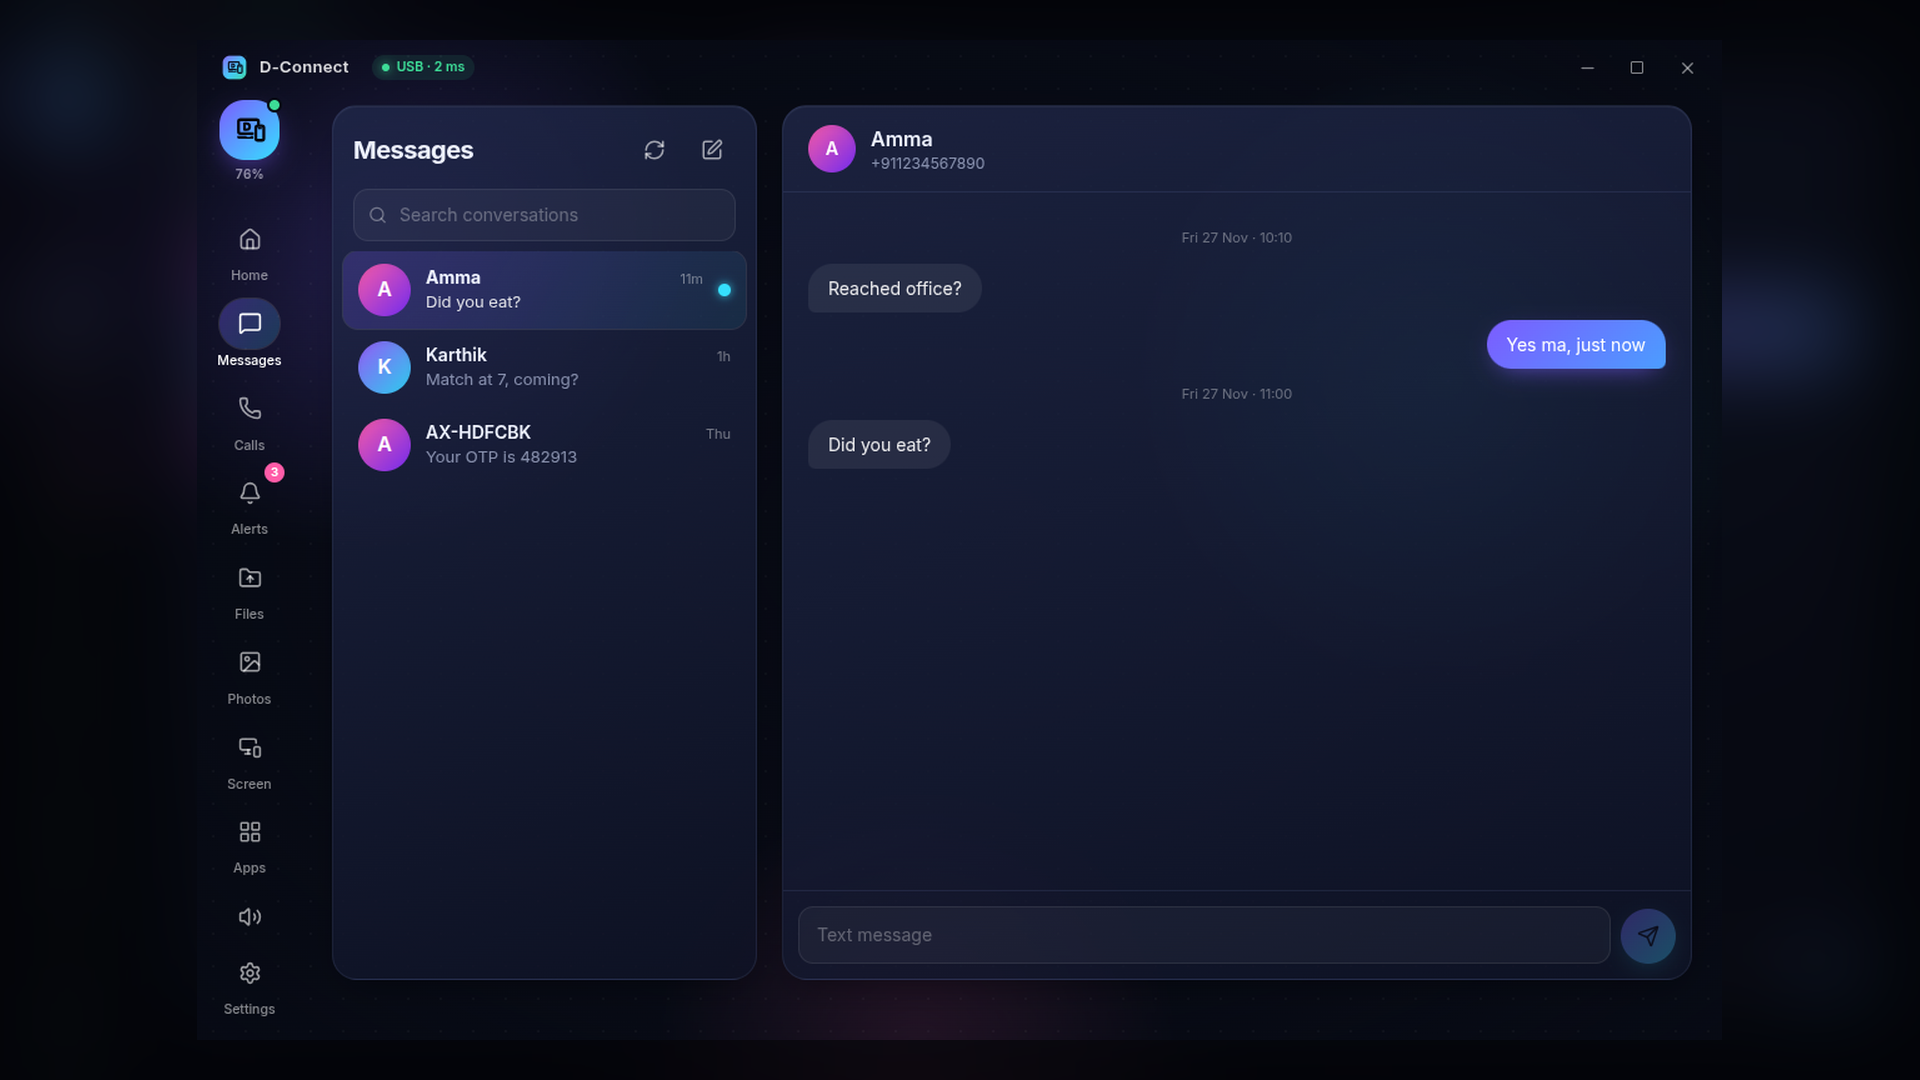 D-Connect
USB · 2 ms
76%
Home
Messages
Calls
3
Alerts
Files
Photos
Screen
Apps
Settings
Messages
Search conversations
A
Amma
11m
Did you eat?
K
Karthik
1h
Match at 7, coming?
A
AX-HDFCBK
Thu
Your OTP is 482913
A
Amma
+911234567890
Fri 27 Nov · 10:10
Reached office?
Yes ma, just now
Fri 27 Nov · 11:00
Did you eat?
Text message